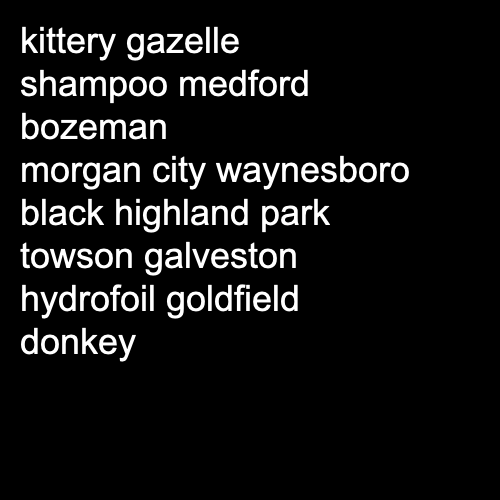 kittery gazelle
shampoo medford
bozeman
morgan city waynesboro
black highland park
towson galveston
hydrofoil goldfield
donkey